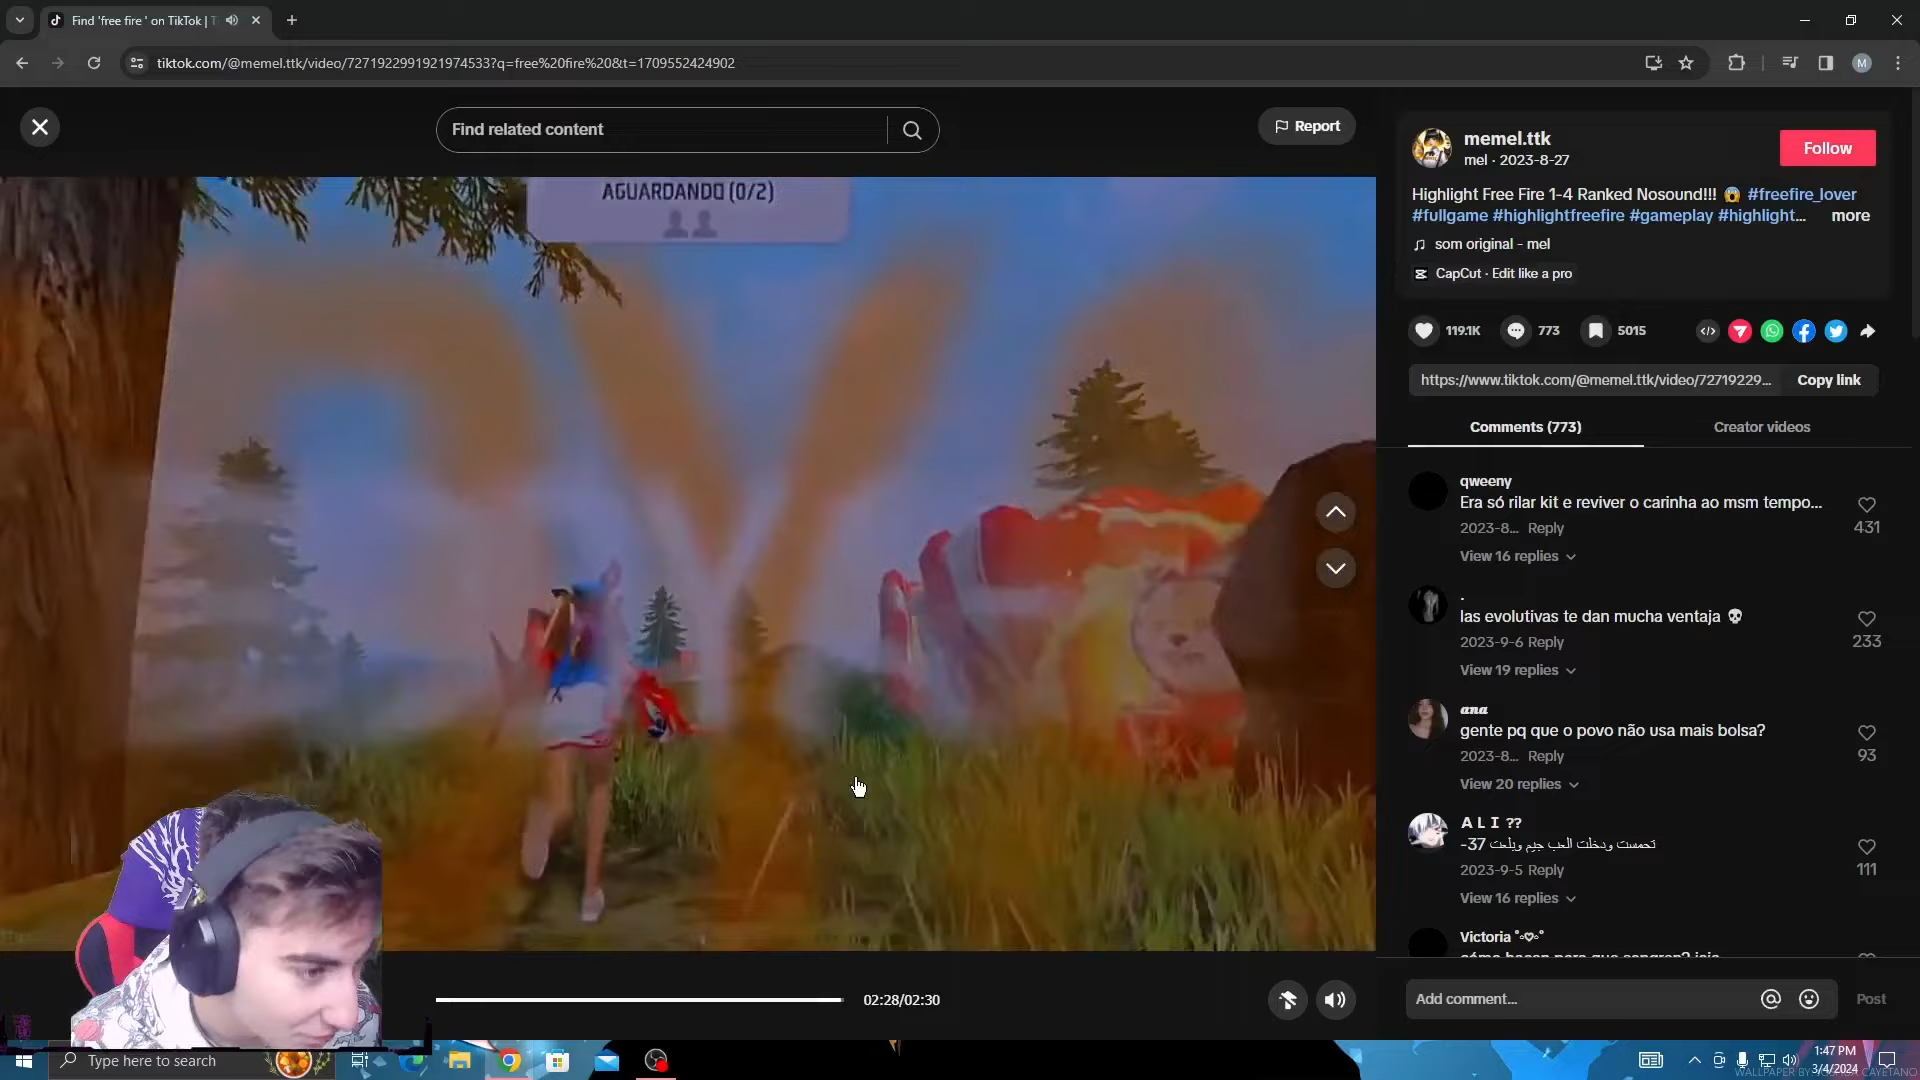 Find 'free fire ' on TikTok | T
tiktok.com/@memel.ttk/video/7271922991921974533?q=free%20fire%20&t=1709552424902
M
Find related content
Report
AGUARDANDO (0/2)
memel.ttk
mel · 2023-8-27
Follow
Highlight Free Fire 1-4 Ranked Nosound!!! 😱 #freefire_lover
#fullgame #highlightfreefire #gameplay #highlight... more
som original - mel
CapCut · Edit like a pro
119.1K
773
5015
https://www.tiktok.com/@memel.ttk/video/72719229...
Copy link
Comments (773)
Creator videos
qweeny
Era só rilar kit e reviver o carinha ao msm tempo...
431
2023-8... Reply
View 16 replies
.
las evolutivas te dan mucha ventaja 💀
233
2023-9-6 Reply
View 19 replies
ana
gente pq que o povo não usa mais bolsa?
93
2023-8... Reply
View 20 replies
A L I ??
تحمست ودخلت العب جيم وبلعت 37-
111
2023-9-5 Reply
View 16 replies
Victoria
02:28/02:30
Add comment...
Post
Type here to search
1:47 PM
3/4/2024